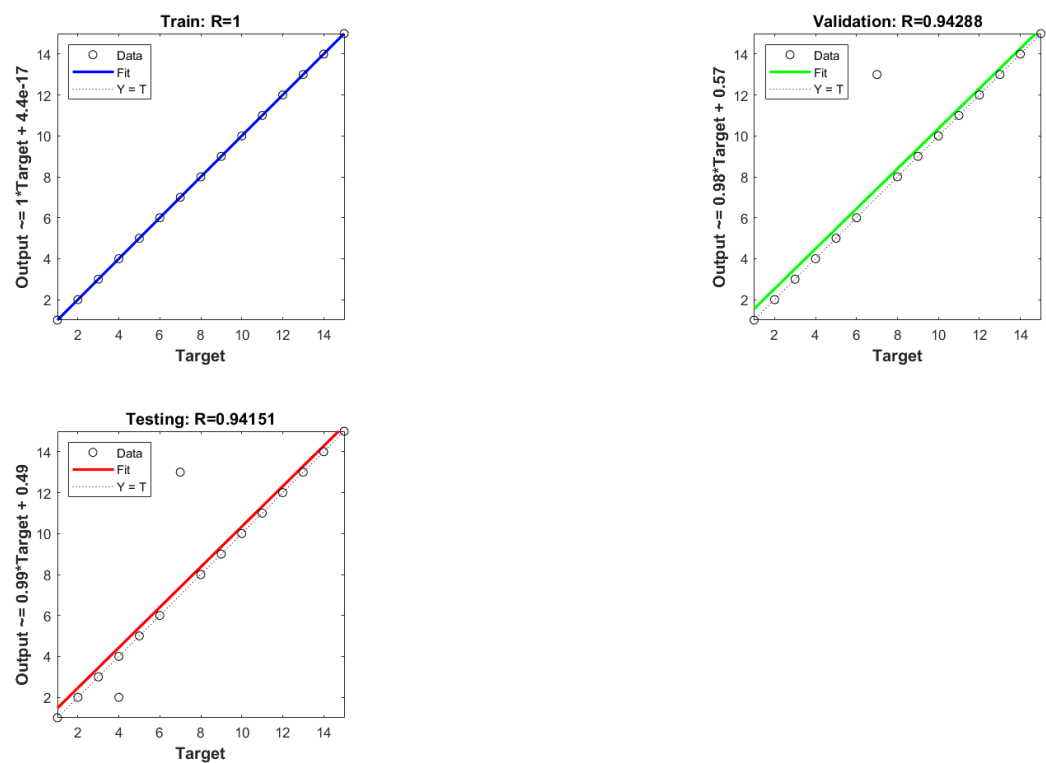 Train: R=1
Data
Fit
Y = T
Output ~= 1*Target + 4.4e-17
14
12
10
8
6
4
2
2 4 6 8 10 12 14
Target
Validation: R=0.94288
Data
Fit
Y = T
Output ~= 0.98*Target + 0.57
14
12
10
8
6
4
2
2 4 6 8 10 12 14
Target
Testing: R=0.94151
Data
Fit
Y = T
Output ~= 0.99*Target + 0.49
14
12
10
8
6
4
2
2 4 6 8 10 12 14
Target